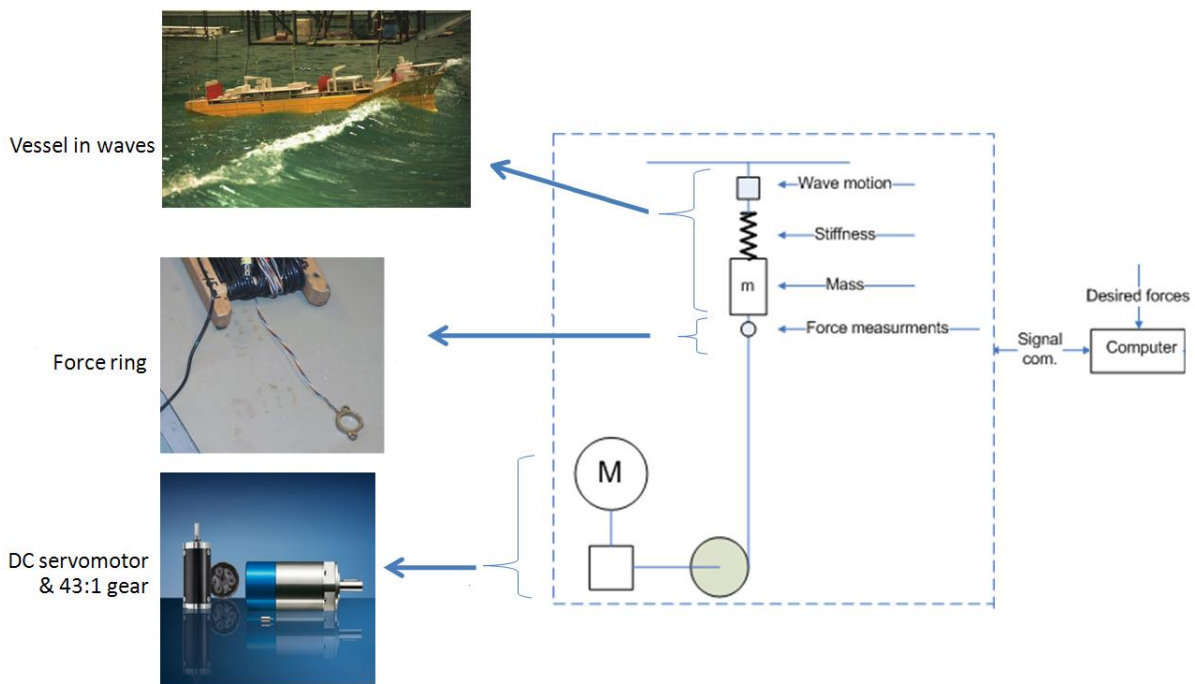 Vessel in waves
Wave motion
Stiffness
m
Mass
Desired forces
Force measurments
Signal
com.
Computer
Force ring
M
DC servomotor
& 43:1 gear